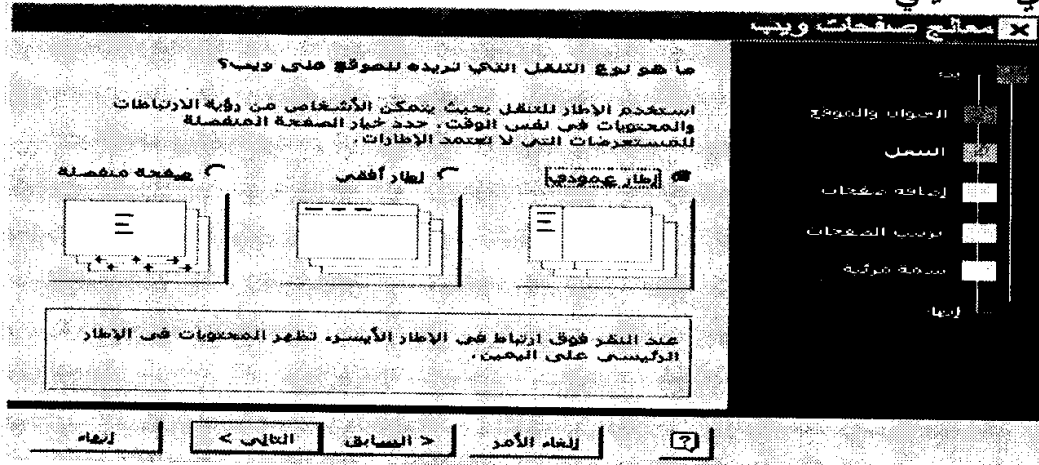 معالج صفحات ويب
بدء
العنوان والموقع
التنقل
إضافة صفحات
ترتيب الصفحات
سمة مرئية
إنهاء
ما هو نوع التنقل التي تريده للموقع على ويب؟
استخدم الإطار للتنقل بحيث يتمكن الأشخاص من رؤية الارتباطات
والمحتويات في نفس الوقت. حدد خيار الصفحة المنفصلة
للمستعرضات التي لا تعتمد الإطارات.
إطار عمودي
إطار أفقي
صفحة منفصلة
عند النقر فوق ارتباط في الإطار الأيسر، تظهر المحتويات في الإطار
الرئيسي على اليمين.
إلغاء الأمر
< السابق
التالي >
إنهاء